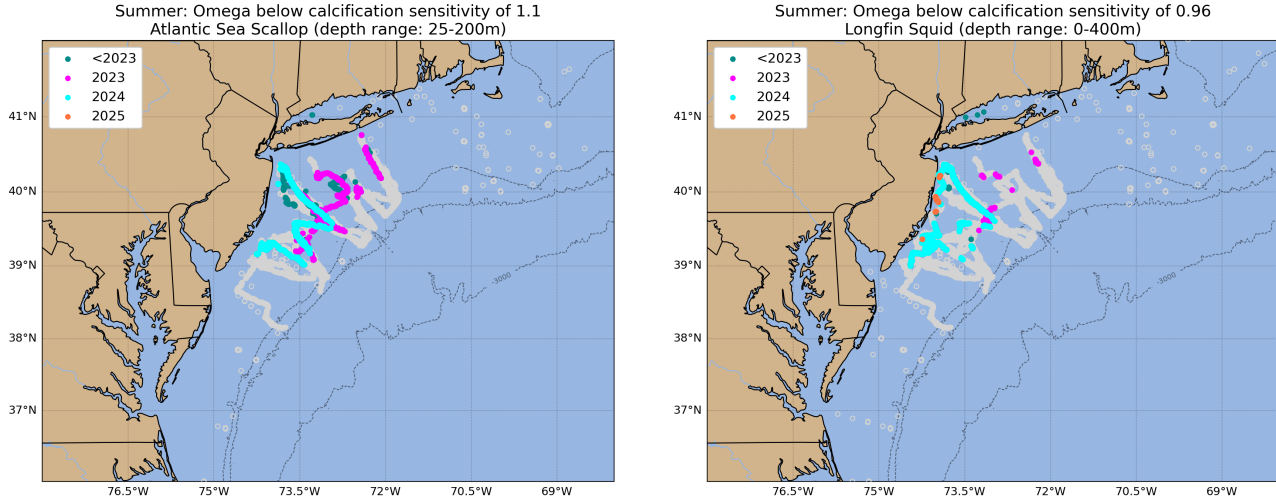 Summer: Omega below calcification sensitivity of 1.1
Atlantic Sea Scallop (depth range: 25-200m)
<2023
2023
2024
2025
41°N
40°N
39°N
38°N
37°N
76.5°W
75°W
73.5°W
72°W
70.5°W
69°W
-3000
Summer: Omega below calcification sensitivity of 0.96
Longfin Squid (depth range: 0-400m)
<2023
2023
2024
2025
41°N
40°N
39°N
38°N
37°N
76.5°W
75°W
73.5°W
72°W
70.5°W
69°W
-3000